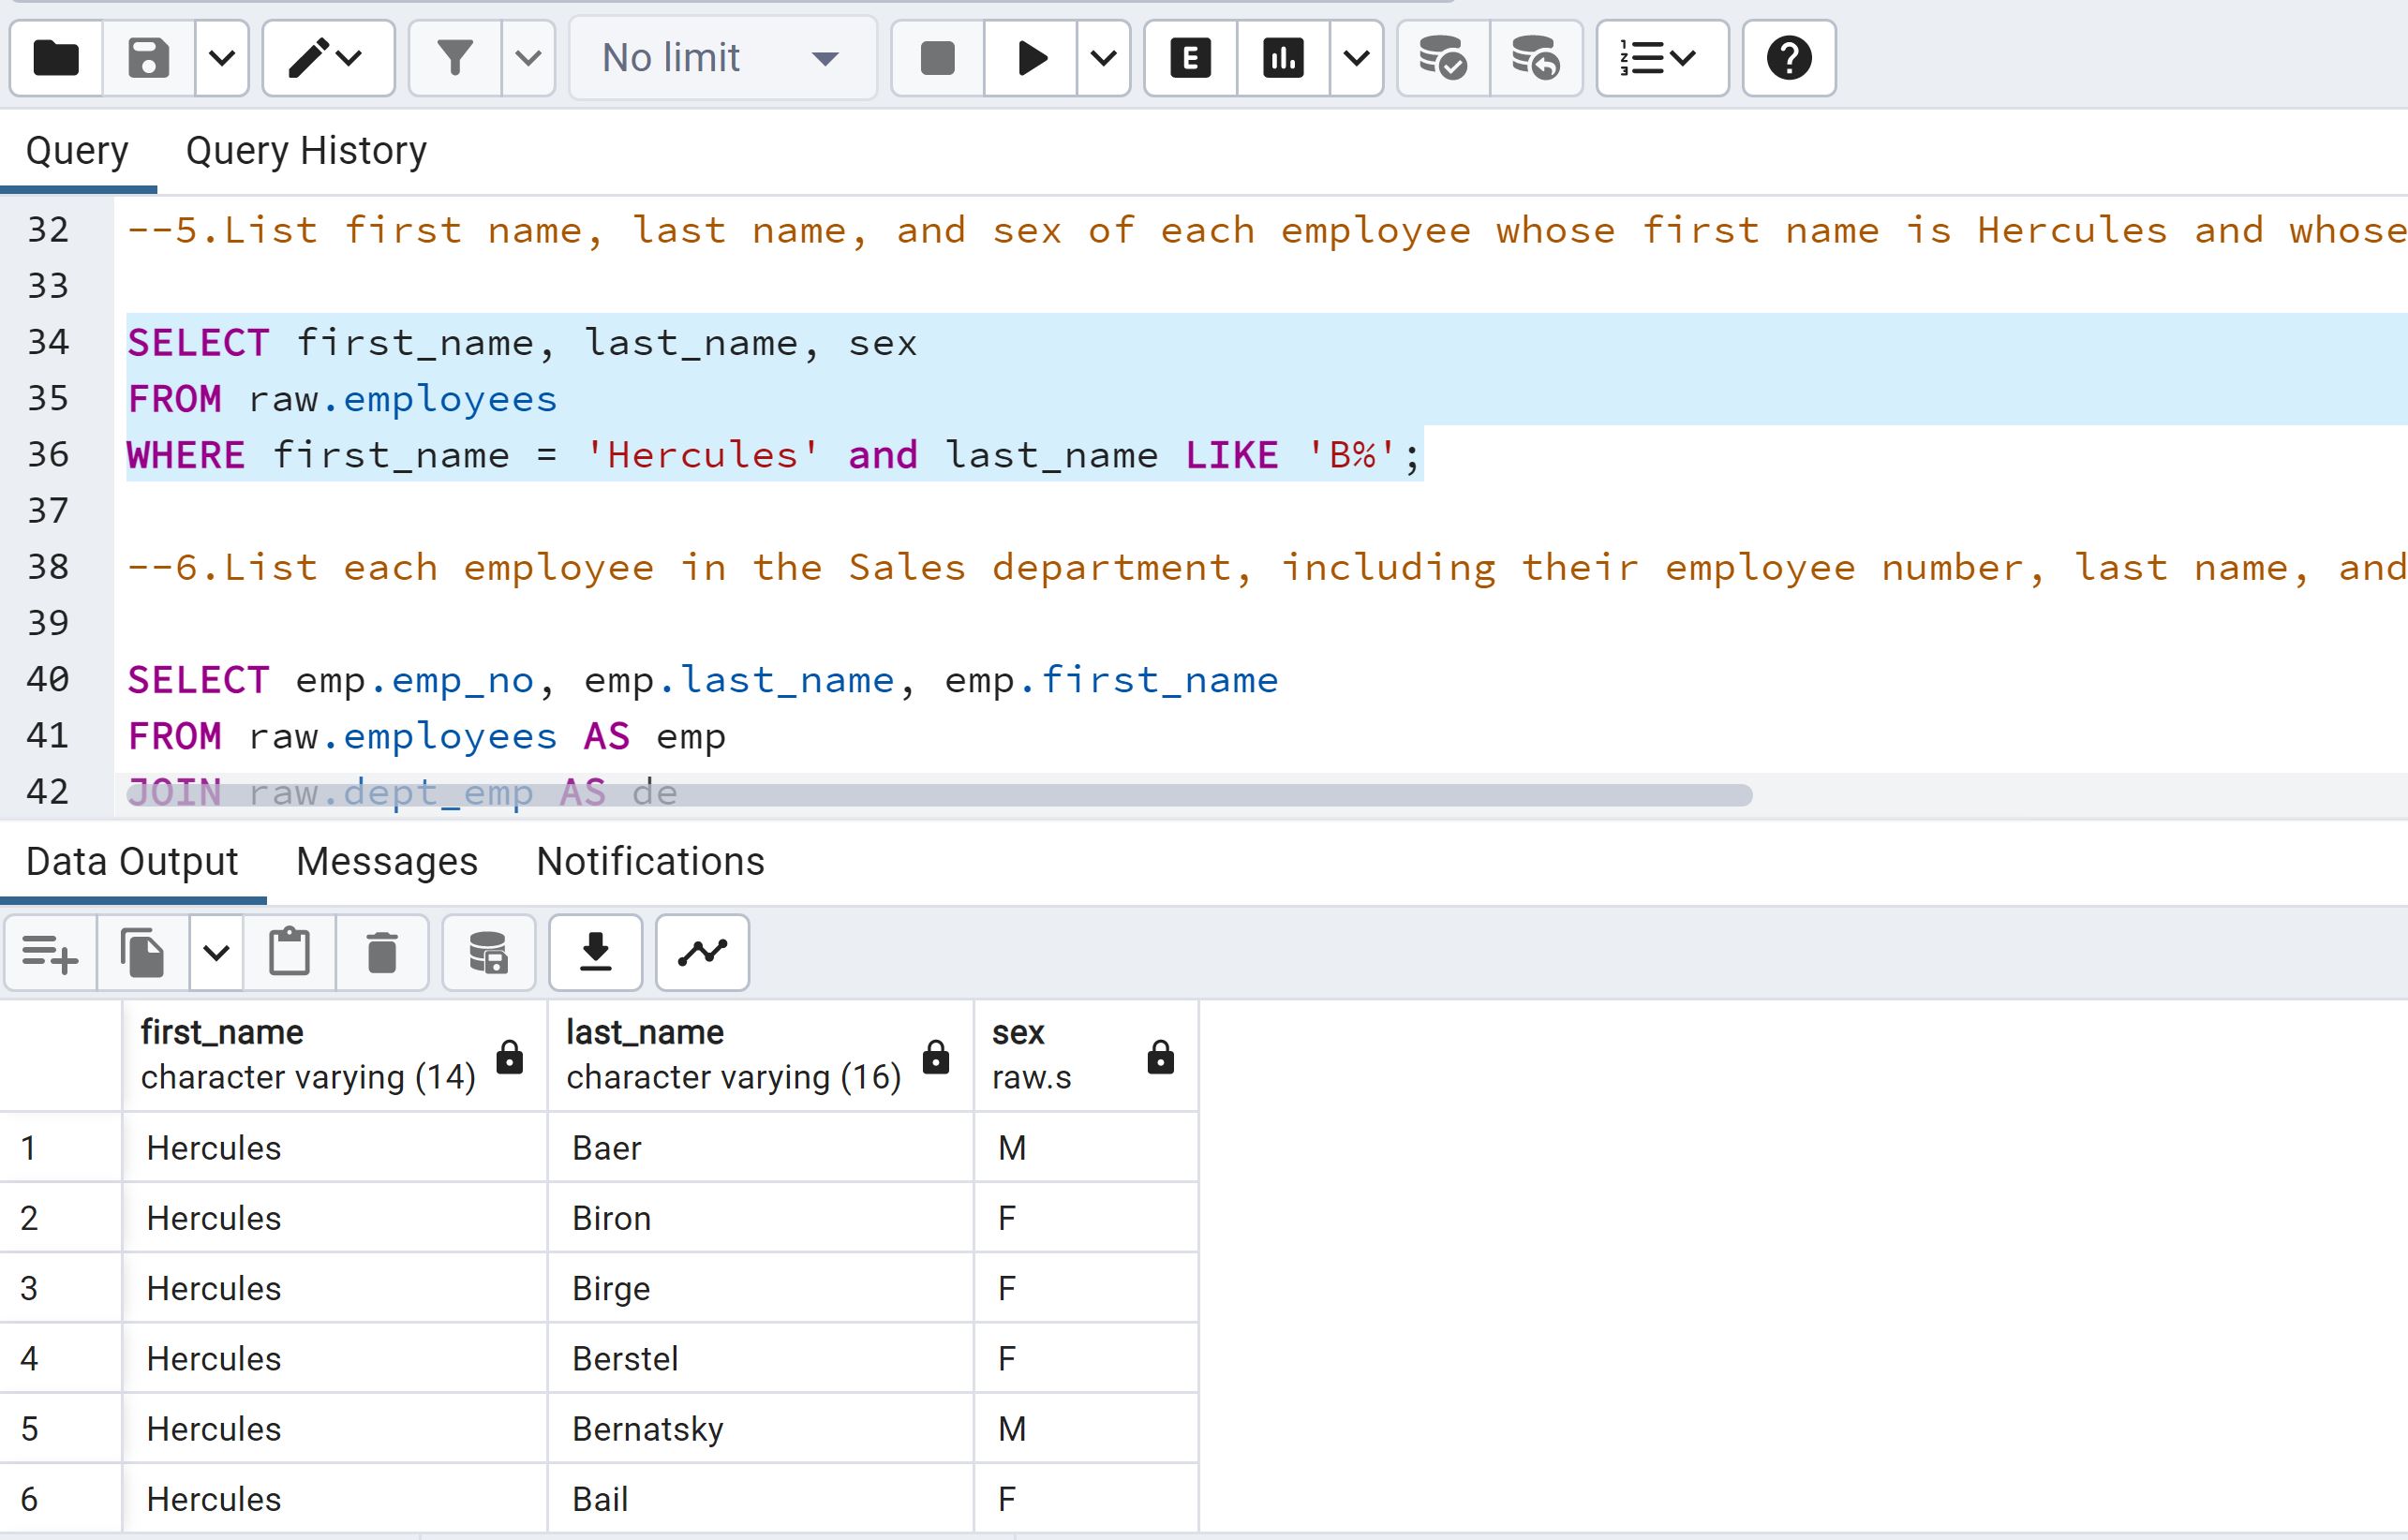 No limit
E
Query Query History
32 --5.List first name, last name, and sex of each employee whose first name is Hercules and whose
33
34 SELECT first_name, last_name, sex
35 FROM raw.employees
36 WHERE first_name = 'Hercules' and last_name LIKE 'B%';
37
38 --6.List each employee in the Sales department, including their employee number, last name, and
39
40 SELECT emp.emp_no, emp.last_name, emp.first_name
41 FROM raw.employees AS emp
42 JOIN raw.dept_emp AS de
Data Output Messages Notifications
first_name last_name sex
character varying (14) character varying (16) raw.s
1 Hercules Baer M
2 Hercules Biron F
3 Hercules Birge F
4 Hercules Berstel F
5 Hercules Bernatsky M
6 Hercules Bail F